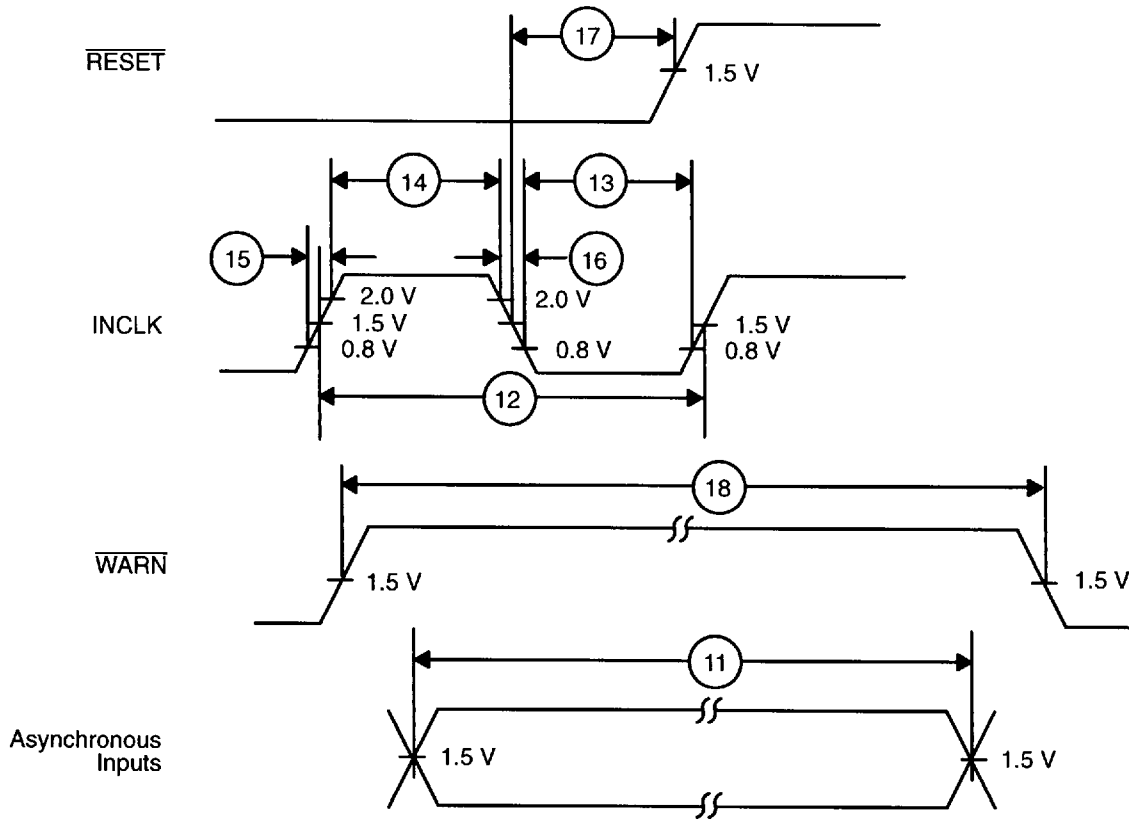 17
RESET
1.5 V
14
13
15
16
2.0 V
2.0 V
INCLK
1.5 V
1.5 V
0.8 V
0.8 V
0.8 V
12
18
WARN
1.5 V
1.5 V
11
Asynchronous
Inputs
1.5 V
1.5 V